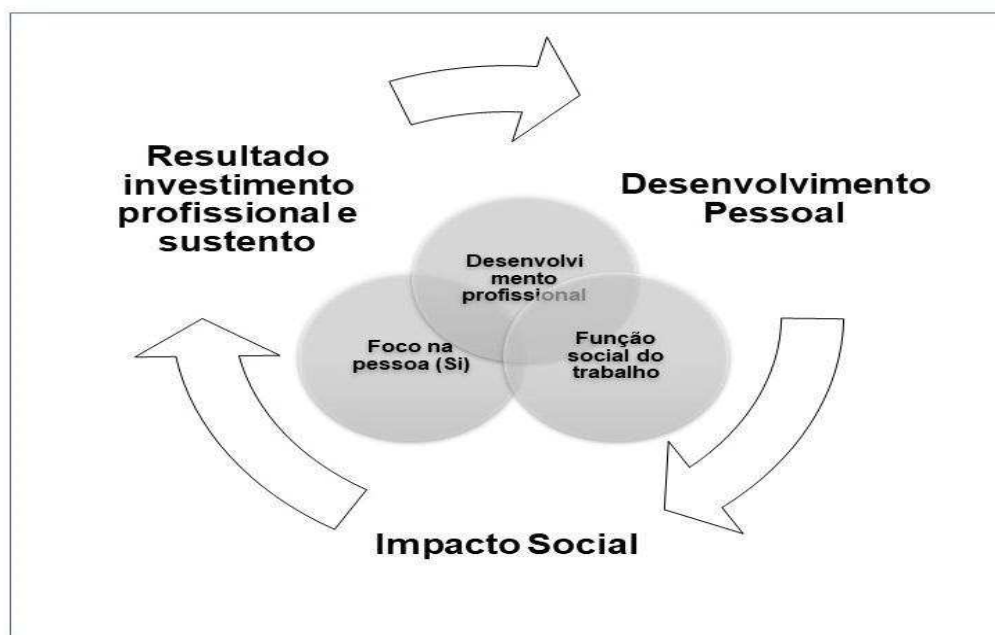 Resultado
investimento
profissional e
sustento
Desenvolvimento
Pessoal
Desenvolvi
mento
profissional
Foco na
pessoa (Si)
Função
social do
trabalho
Impacto Social